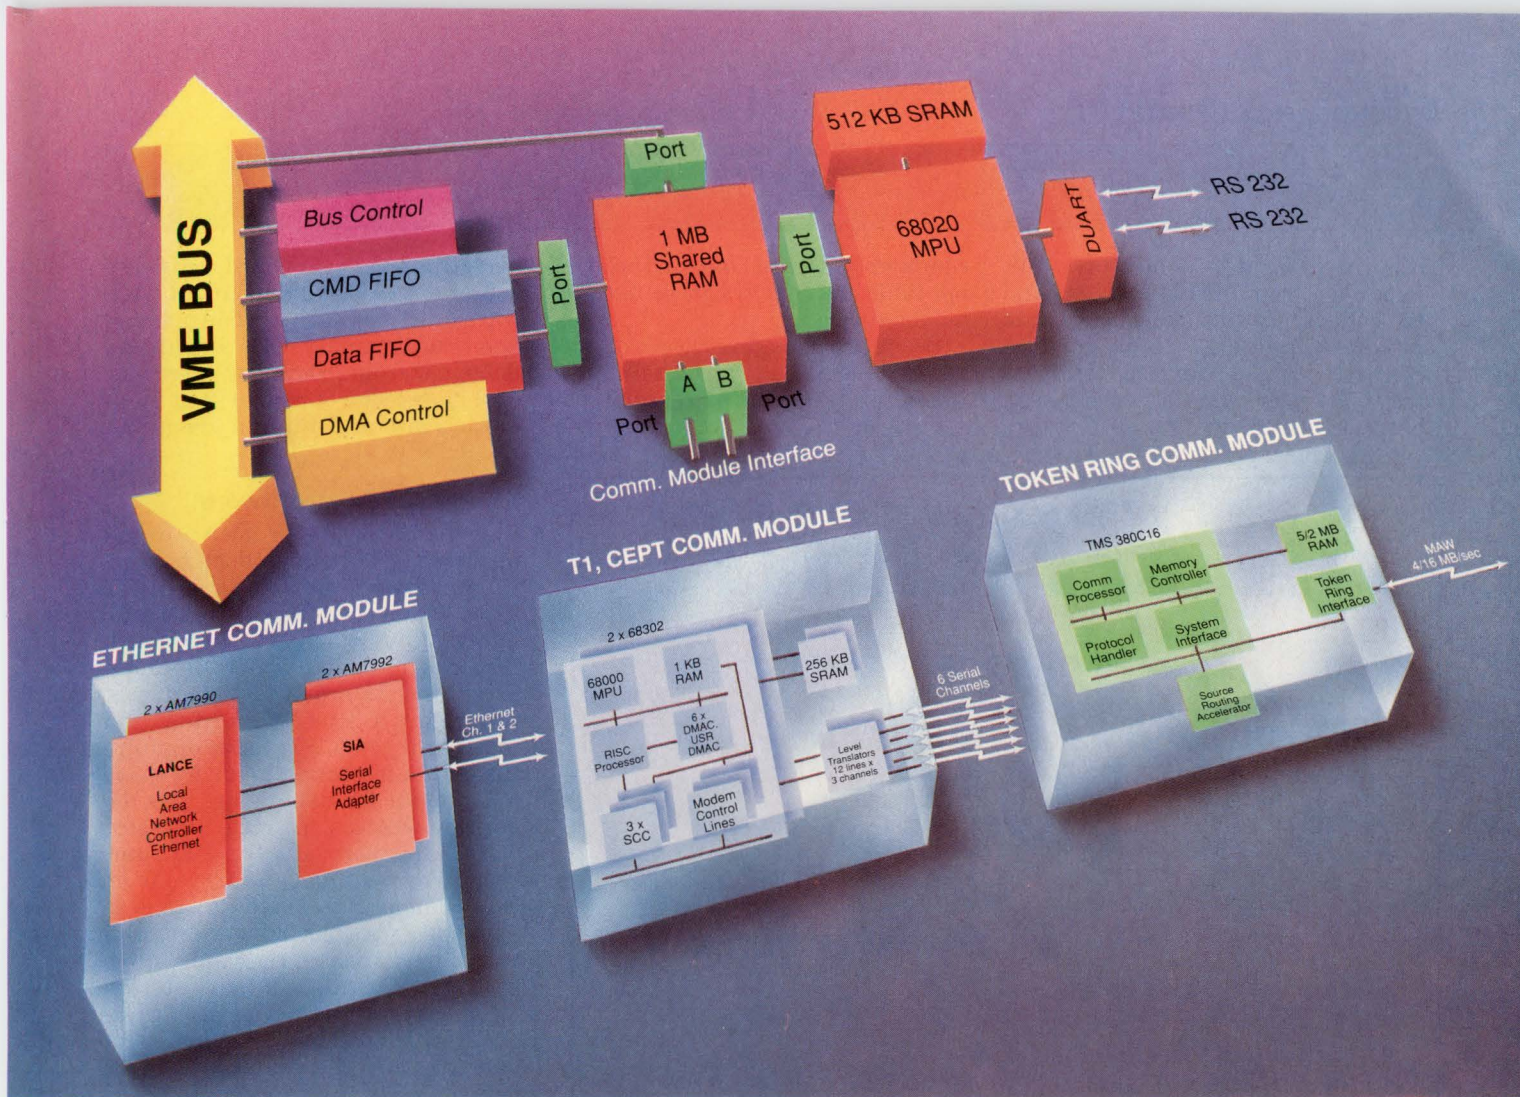 VME BUS
Bus Control
CMD FIFO
Data FIFO
DMA Control
Port
Port
1 MB
Shared
RAM
Port
512 KB SRAM
68020
MPU
DUART
RS 232
RS 232
A B
Port
Port
Comm. Module Interface
ETHERNET COMM. MODULE
2 x AM7990
LANCE
Local
Area
Network
Controller
Ethernet
2 x AM7992
SIA
Serial
Interface
Adapter
Ethernet
Ch. 1 & 2
T1, CEPT COMM. MODULE
2 x 68302
68000
MPU
1 KB
RAM
RISC
Processor
6 x
DMAC.
USR
DMAC
3 x
SCC
Modem
Control
Lines
256 KB
SRAM
Level
Translators
12 lines x
3 channels
6 Serial
Channels
TOKEN RING COMM. MODULE
TMS 380C16
Comm
Processor
Memory
Controller
Protocol
Handler
System
Interface
5/2 MB
RAM
Token
Ring
Interface
Source
Routing
Accelerator
MAW
4/16 MB/sec